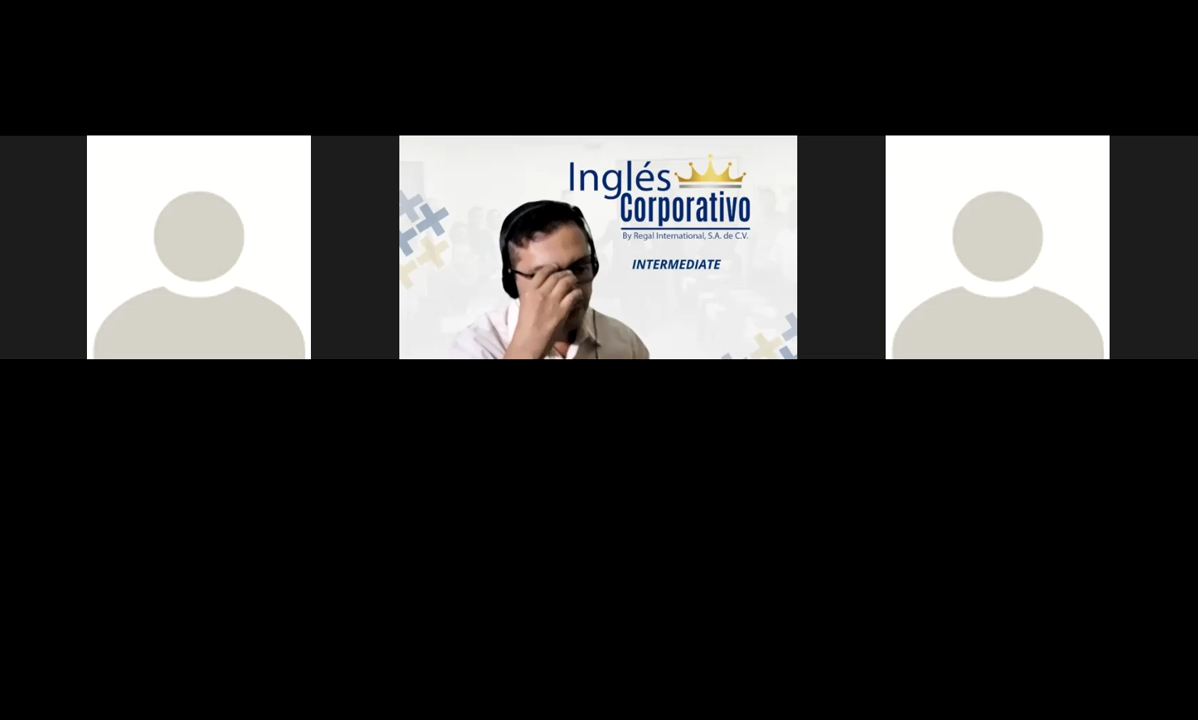 Inglés
Corporativo
By Regal International, S.A. de C.V.
INTERMEDIATE